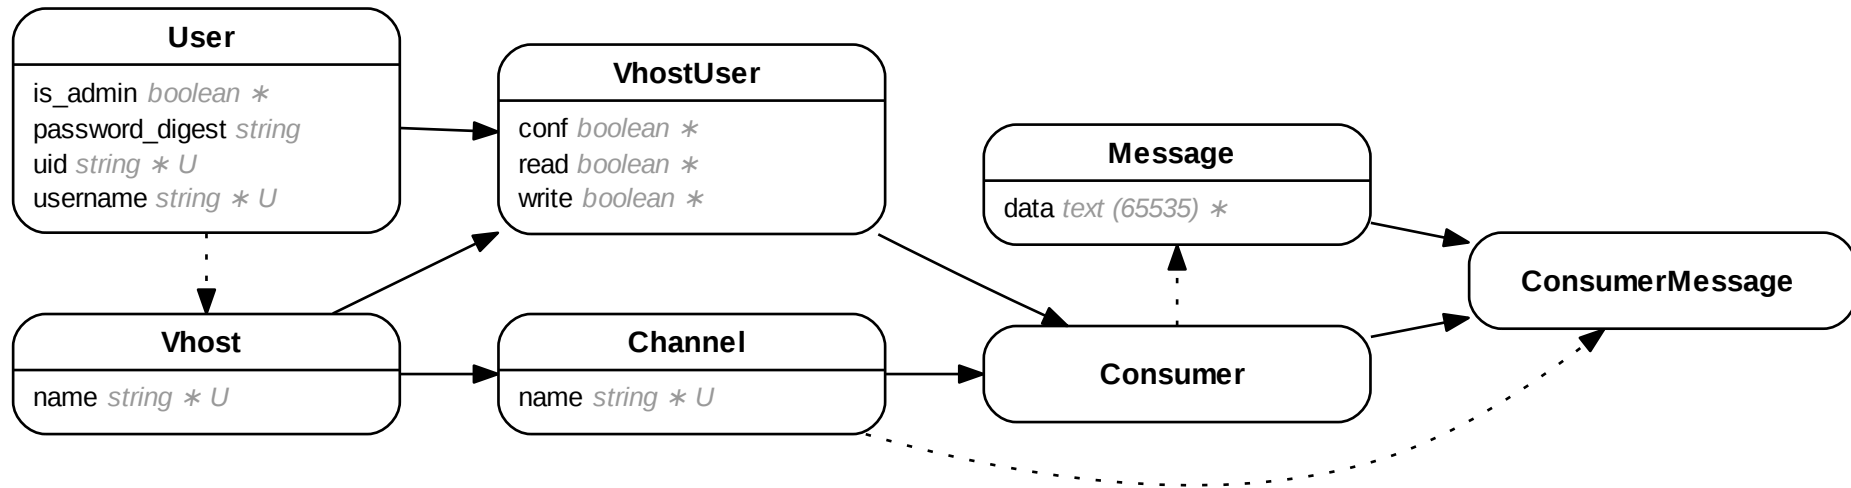 User
is_admin boolean ∗
password_digest string
uid string ∗ U
username string ∗ U
VhostUser
conf boolean ∗
read boolean ∗
write boolean ∗
Message
data text (65535) ∗
ConsumerMessage
Vhost
name string ∗ U
Channel
name string ∗ U
Consumer